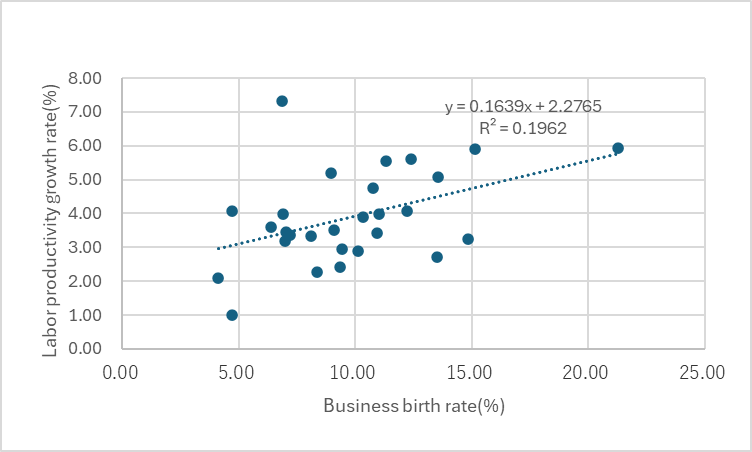 Labor productivity growth rate(%)
8.00
7.00
6.00
5.00
4.00
3.00
2.00
1.00
0.00
y = 0.1639x + 2.2765
R² = 0.1962
0.00 5.00 10.00 15.00 20.00 25.00
Business birth rate(%)